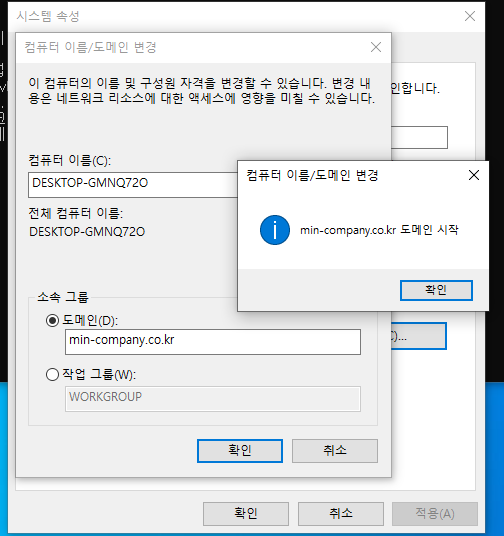 시스템 속성
컴퓨터 이름/도메인 변경
이 컴퓨터의 이름 및 구성원 자격을 변경할 수 있습니다. 변경 내
용은 네트워크 리소스에 대한 액세스에 영향을 미칠 수 있습니다.
인합니다.
컴퓨터 이름(C):
DESKTOP-GMNQ72O
전체 컴퓨터 이름:
DESKTOP-GMNQ72O
컴퓨터 이름/도메인 변경
min-company.co.kr 도메인 시작
확인
소속 그룹
도메인(D):
min-company.co.kr
작업 그룹(W):
WORKGROUP
확인 취소
확인 취소 적용(A)